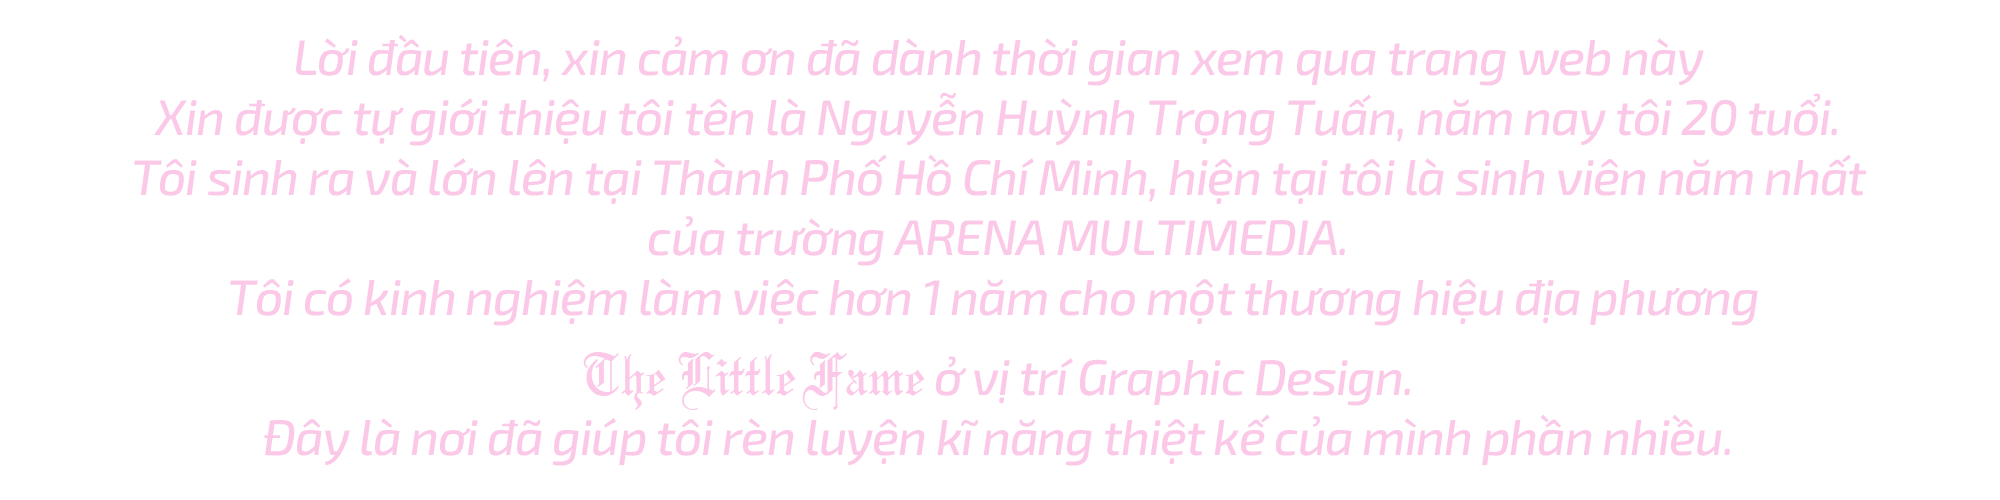 Lời đầu tiên, xin cảm ơn đã dành thời gian xem qua trang web này
Xin được tự giới thiệu tôi tên là Nguyễn Huỳnh Trọng Tuấn, năm nay tôi 20 tuổi.
Tôi sinh ra và lớn lên tại Thành Phố Hồ Chí Minh, hiện tại tôi là sinh viên năm nhất
của trường ARENA MULTIMEDIA.
Tôi có kinh nghiệm làm việc hơn 1 năm cho một thương hiệu địa phương
The Little Fame ở vị trí Graphic Design.
Đây là nơi đã giúp tôi rèn luyện kĩ năng thiệt kế của mình phần nhiều.